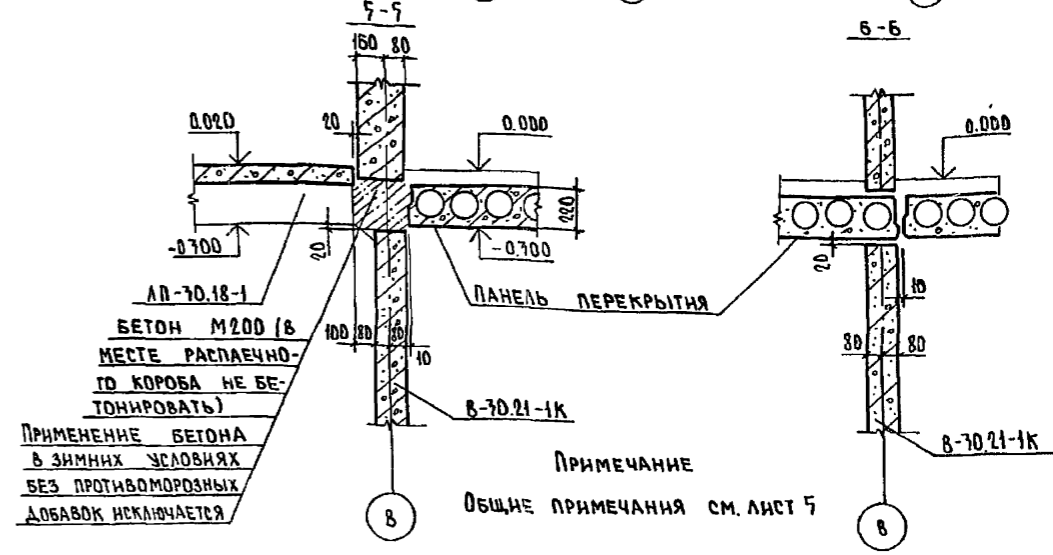 5-5
160 80
0.020
20
0.000
220
-0.300
20
-0.300
ЛП-30.18-1
ПАНЕЛЬ ПЕРЕКРЫТИЯ
БЕТОН М200 (В
МЕСТЕ РАСПАЕЧНО-
ГО КОРОБА НЕ БЕ-
ТОНИРОВАТЬ)
ПРИМЕНЕНИЕ БЕТОНА
В ЗИМНИХ УСЛОВИЯХ
БЕЗ ПРОТИВОМОРОЗНЫХ
ДОБАВОК ИСКЛЮЧАЕТСЯ
100 80 80
10
В-30.21-1К
В
6-6
0.000
20
10
80 80
В-30.21-1К
В
ПРИМЕЧАНИЕ
ОБЩИЕ ПРИМЕЧАНИЯ СМ. ЛИСТ 5